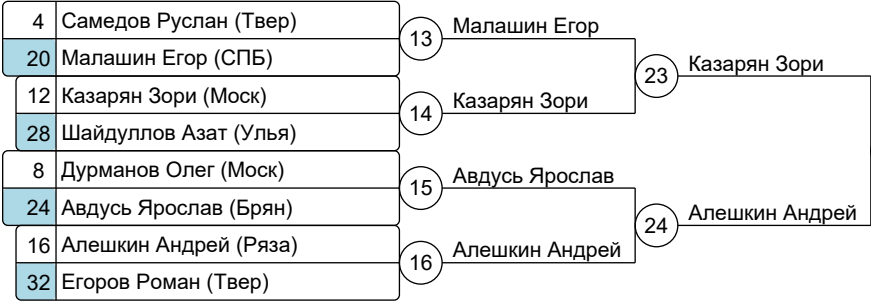 4 Самедов Руслан (Твер)
20 Малашин Егор (СПБ)
12 Казарян Зори (Моск)
28 Шайдуллов Азат (Улья)
8 Дурманов Олег (Моск)
24 Авдусь Ярослав (Брян)
16 Алешкин Андрей (Ряза)
32 Егоров Роман (Твер)
13 Малашин Егор
14 Казарян Зори
15 Авдусь Ярослав
16 Алешкин Андрей
23 Казарян Зори
24 Алешкин Андрей